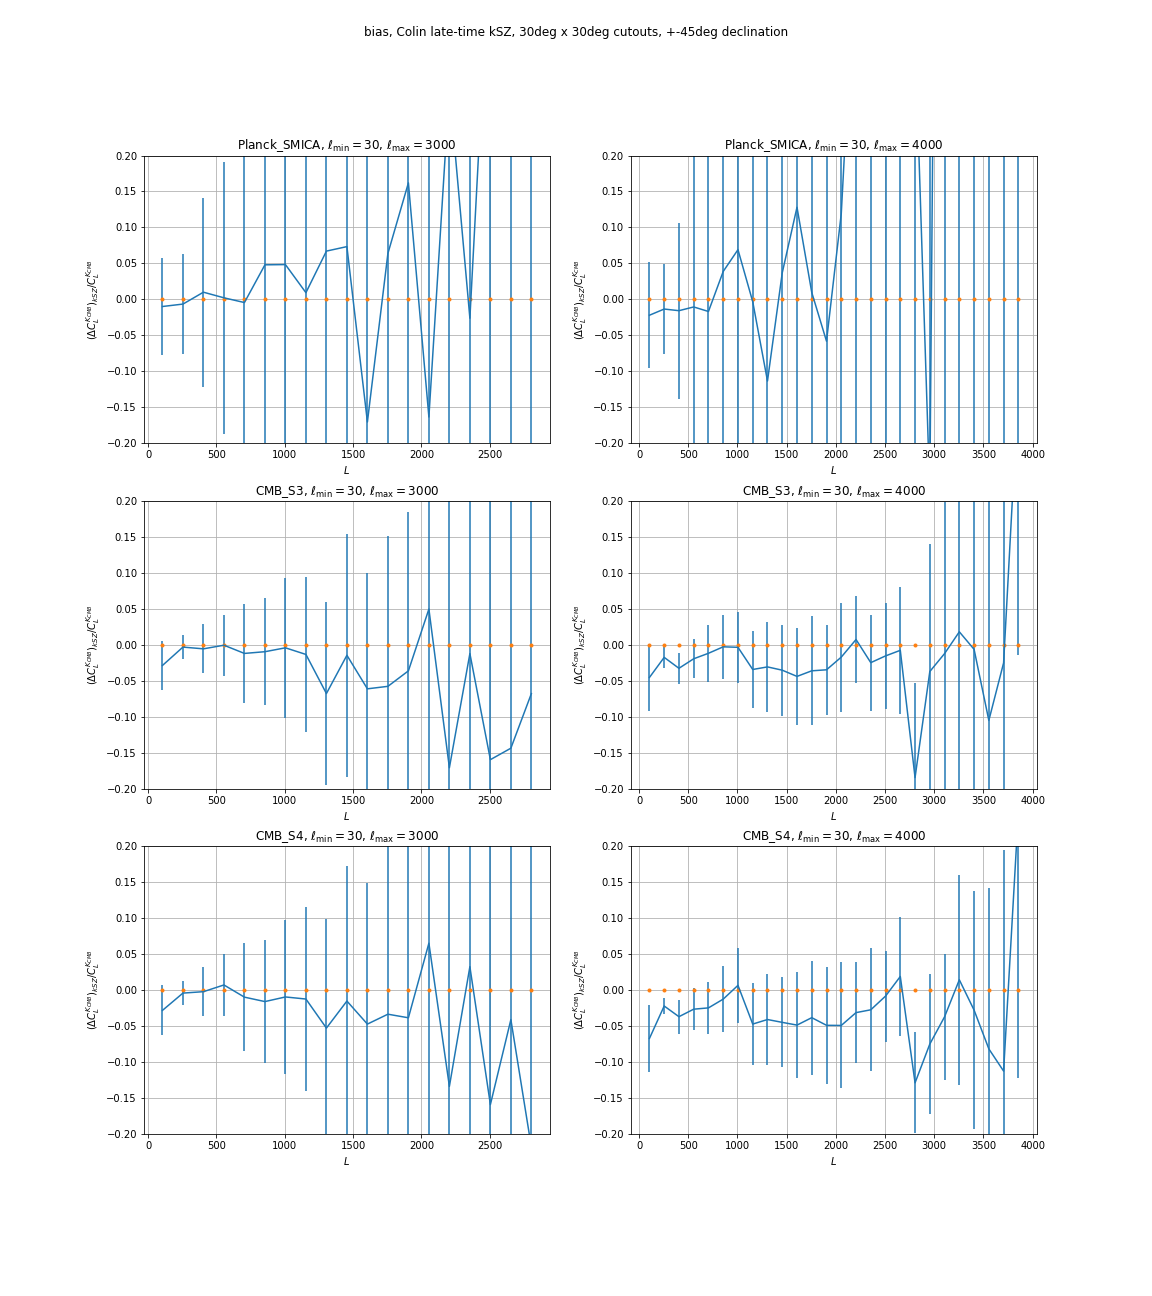 bias, Colin late-time kSZ, 30deg x 30deg cutouts, +-45deg declination
Planck_SMICA, ℓmin = 30, ℓmax = 3000
0.20
0.15
0.10
0.05
0.00
−0.05
−0.10
−0.15
−0.20
(ΔC_L^{κCMB})_{kSZ}/C_L^{κCMB}
0 500 1000 1500 2000 2500
L
Planck_SMICA, ℓmin = 30, ℓmax = 4000
0.20
0.15
0.10
0.05
0.00
−0.05
−0.10
−0.15
−0.20
(ΔC_L^{κCMB})_{kSZ}/C_L^{κCMB}
0 500 1000 1500 2000 2500 3000 3500 4000
L
CMB_S3, ℓmin = 30, ℓmax = 3000
0.20
0.15
0.10
0.05
0.00
−0.05
−0.10
−0.15
−0.20
(ΔC_L^{κCMB})_{kSZ}/C_L^{κCMB}
0 500 1000 1500 2000 2500
L
CMB_S3, ℓmin = 30, ℓmax = 4000
0.20
0.15
0.10
0.05
0.00
−0.05
−0.10
−0.15
−0.20
(ΔC_L^{κCMB})_{kSZ}/C_L^{κCMB}
0 500 1000 1500 2000 2500 3000 3500 4000
L
CMB_S4, ℓmin = 30, ℓmax = 3000
0.20
0.15
0.10
0.05
0.00
−0.05
−0.10
−0.15
−0.20
(ΔC_L^{κCMB})_{kSZ}/C_L^{κCMB}
0 500 1000 1500 2000 2500
L
CMB_S4, ℓmin = 30, ℓmax = 4000
0.20
0.15
0.10
0.05
0.00
−0.05
−0.10
−0.15
−0.20
(ΔC_L^{κCMB})_{kSZ}/C_L^{κCMB}
0 500 1000 1500 2000 2500 3000 3500 4000
L